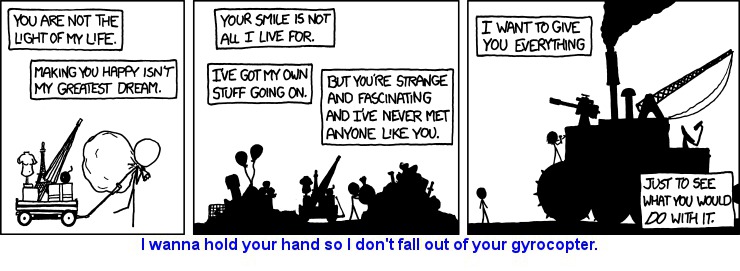 YOU ARE NOT THE
LIGHT OF MY LIFE.
MAKING YOU HAPPY ISN'T
MY GREATEST DREAM.
YOUR SMILE IS NOT
ALL I LIVE FOR.
I'VE GOT MY OWN
STUFF GOING ON.
BUT YOU'RE STRANGE
AND FASCINATING
AND I'VE NEVER MET
ANYONE LIKE YOU.
I WANT TO GIVE
YOU EVERYTHING
JUST TO SEE
WHAT YOU WOULD
DO WITH IT.
I wanna hold your hand so I don't fall out of your gyrocopter.